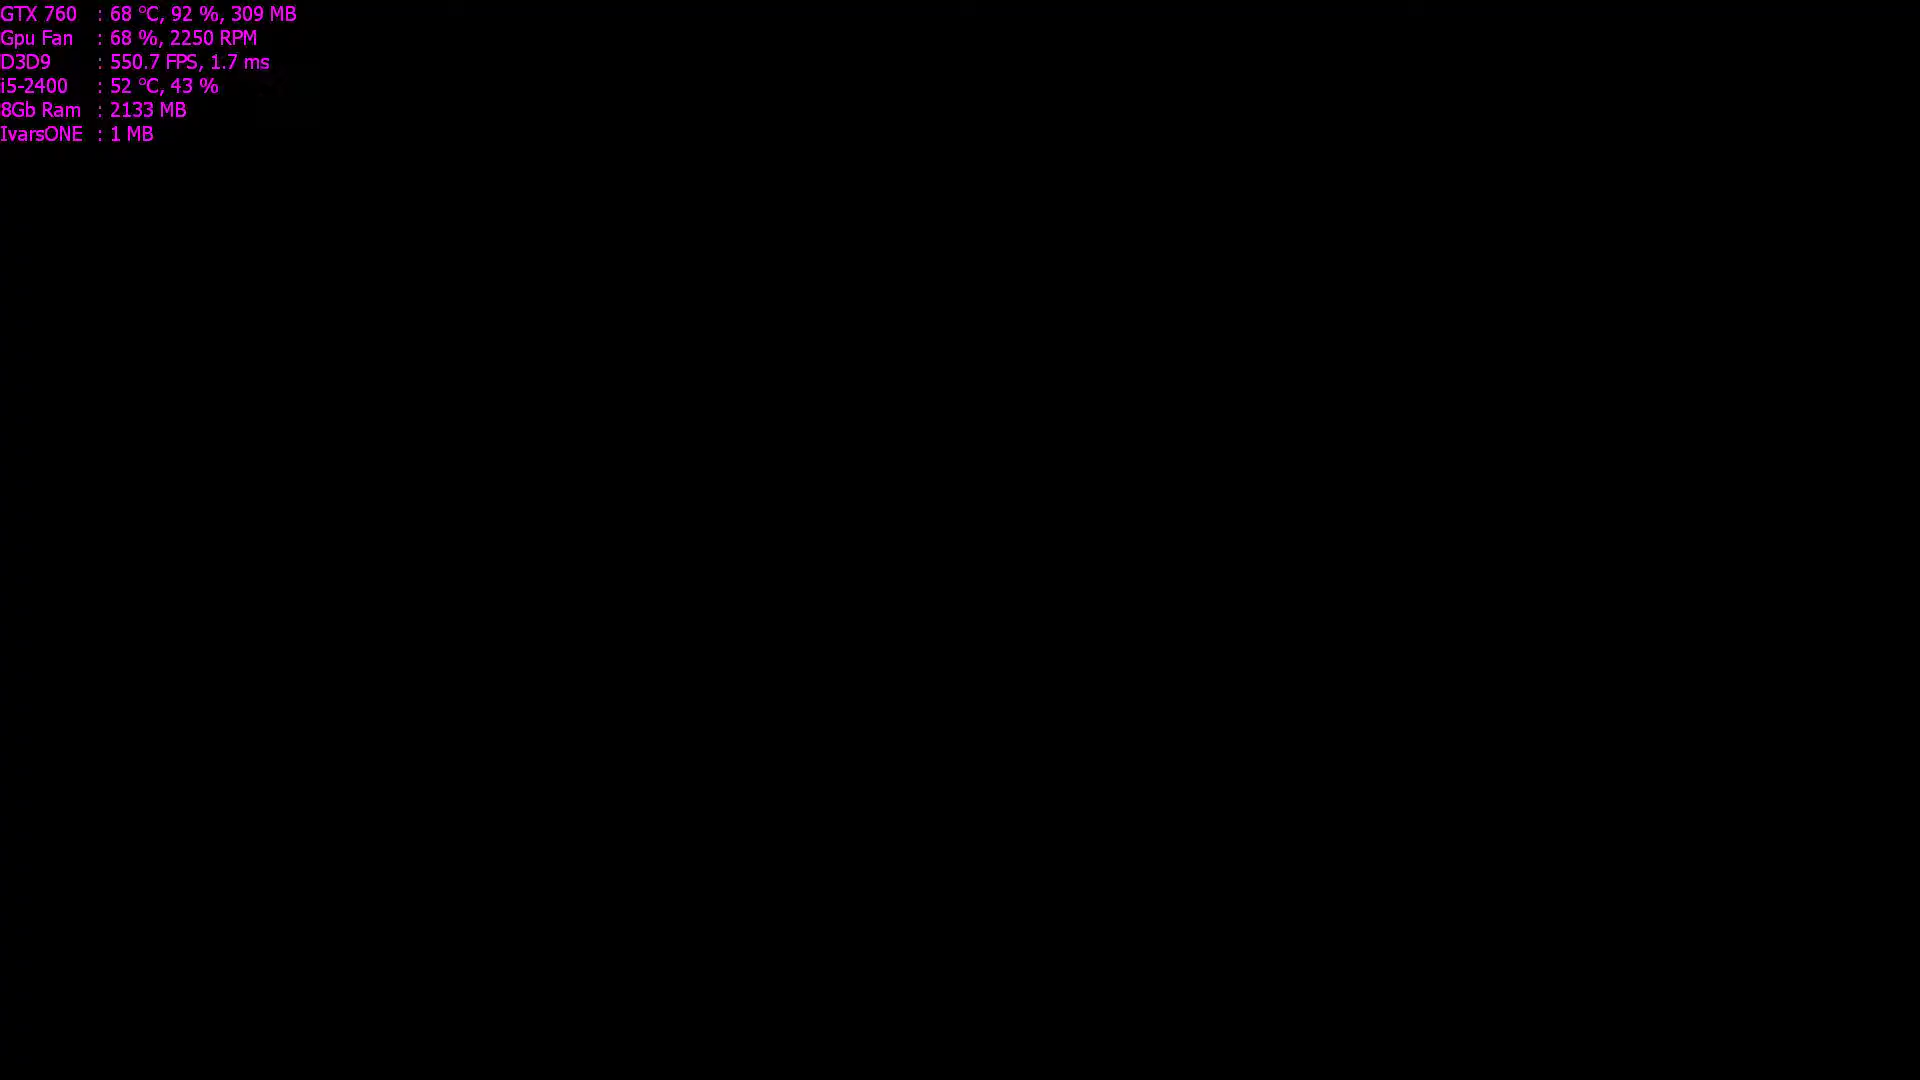 GTX 760 : 68 °C, 92 %, 309 MB
Gpu Fan : 68 %, 2250 RPM
D3D9 : 550.7 FPS, 1.7 ms
i5-2400 : 52 °C, 43 %
8Gb Ram : 2133 MB
IvarsONE : 1 MB